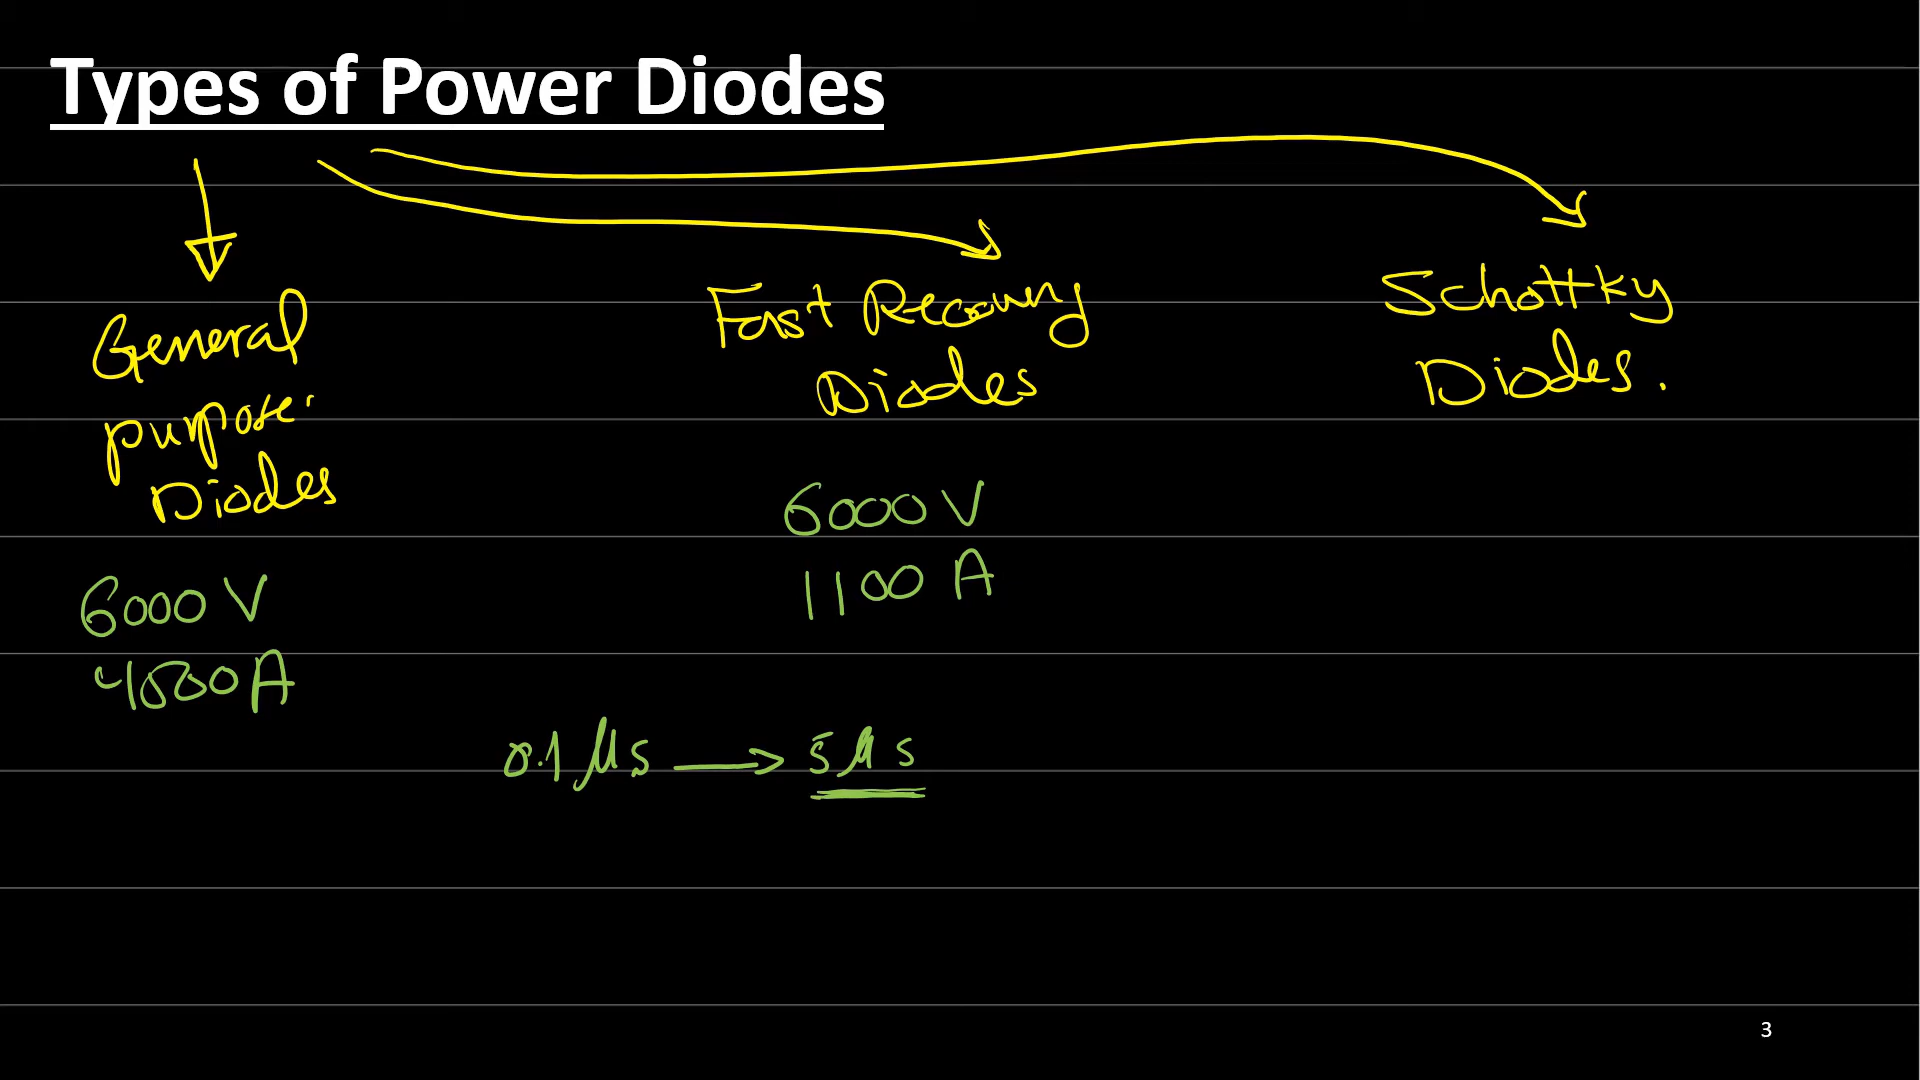 Types of Power Diodes
General
purpose
Diodes
6000 V
4500A
Fast Recovery
Diodes
6000 V
1100 A
0.1 μs → 5 μs
Schottky
Diodes.
3